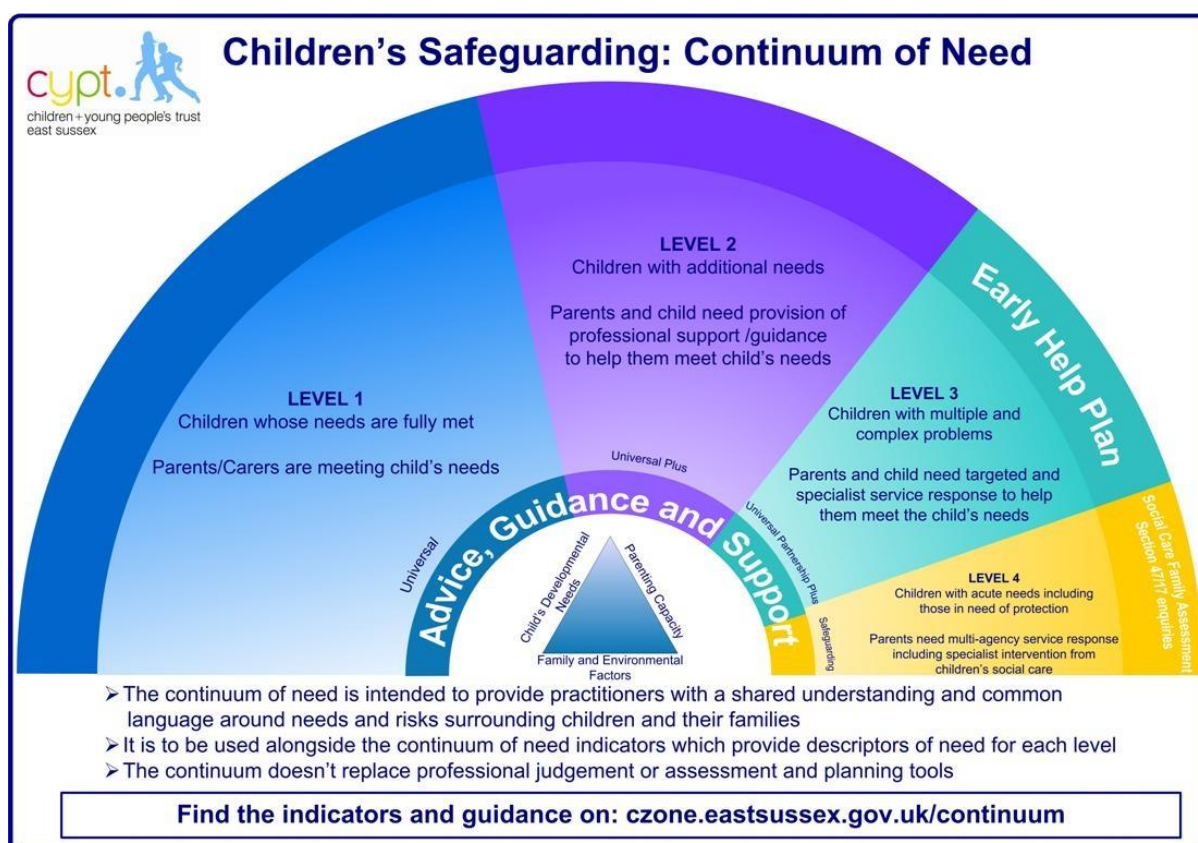 Children's Safeguarding: Continuum of Need
cypt.
children + young people's trust
east sussex
LEVEL 1
Children whose needs are fully met
Parents/Carers are meeting child's needs
LEVEL 2
Children with additional needs
Parents and child need provision of
professional support /guidance
to help them meet child's needs
LEVEL 3
Children with multiple and
complex problems
Parents and child need targeted and
specialist service response to help
them meet the child's needs
LEVEL 4
Children with acute needs including
those in need of protection
Parents need multi-agency service response
including specialist intervention from
children's social care
Early Help Plan
Social Care Family Assessment
Section 47/17 enquiries
Universal
Universal Plus
Universal Partnership Plus
Safeguarding
Advice, Guidance and Support
Child's Developmental
Needs
Parenting Capacity
Family and Environmental
Factors
➢ The continuum of need is intended to provide practitioners with a shared understanding and common
language around needs and risks surrounding children and their families
➢ It is to be used alongside the continuum of need indicators which provide descriptors of need for each level
➢ The continuum doesn't replace professional judgement or assessment and planning tools
Find the indicators and guidance on: czone.eastsussex.gov.uk/continuum